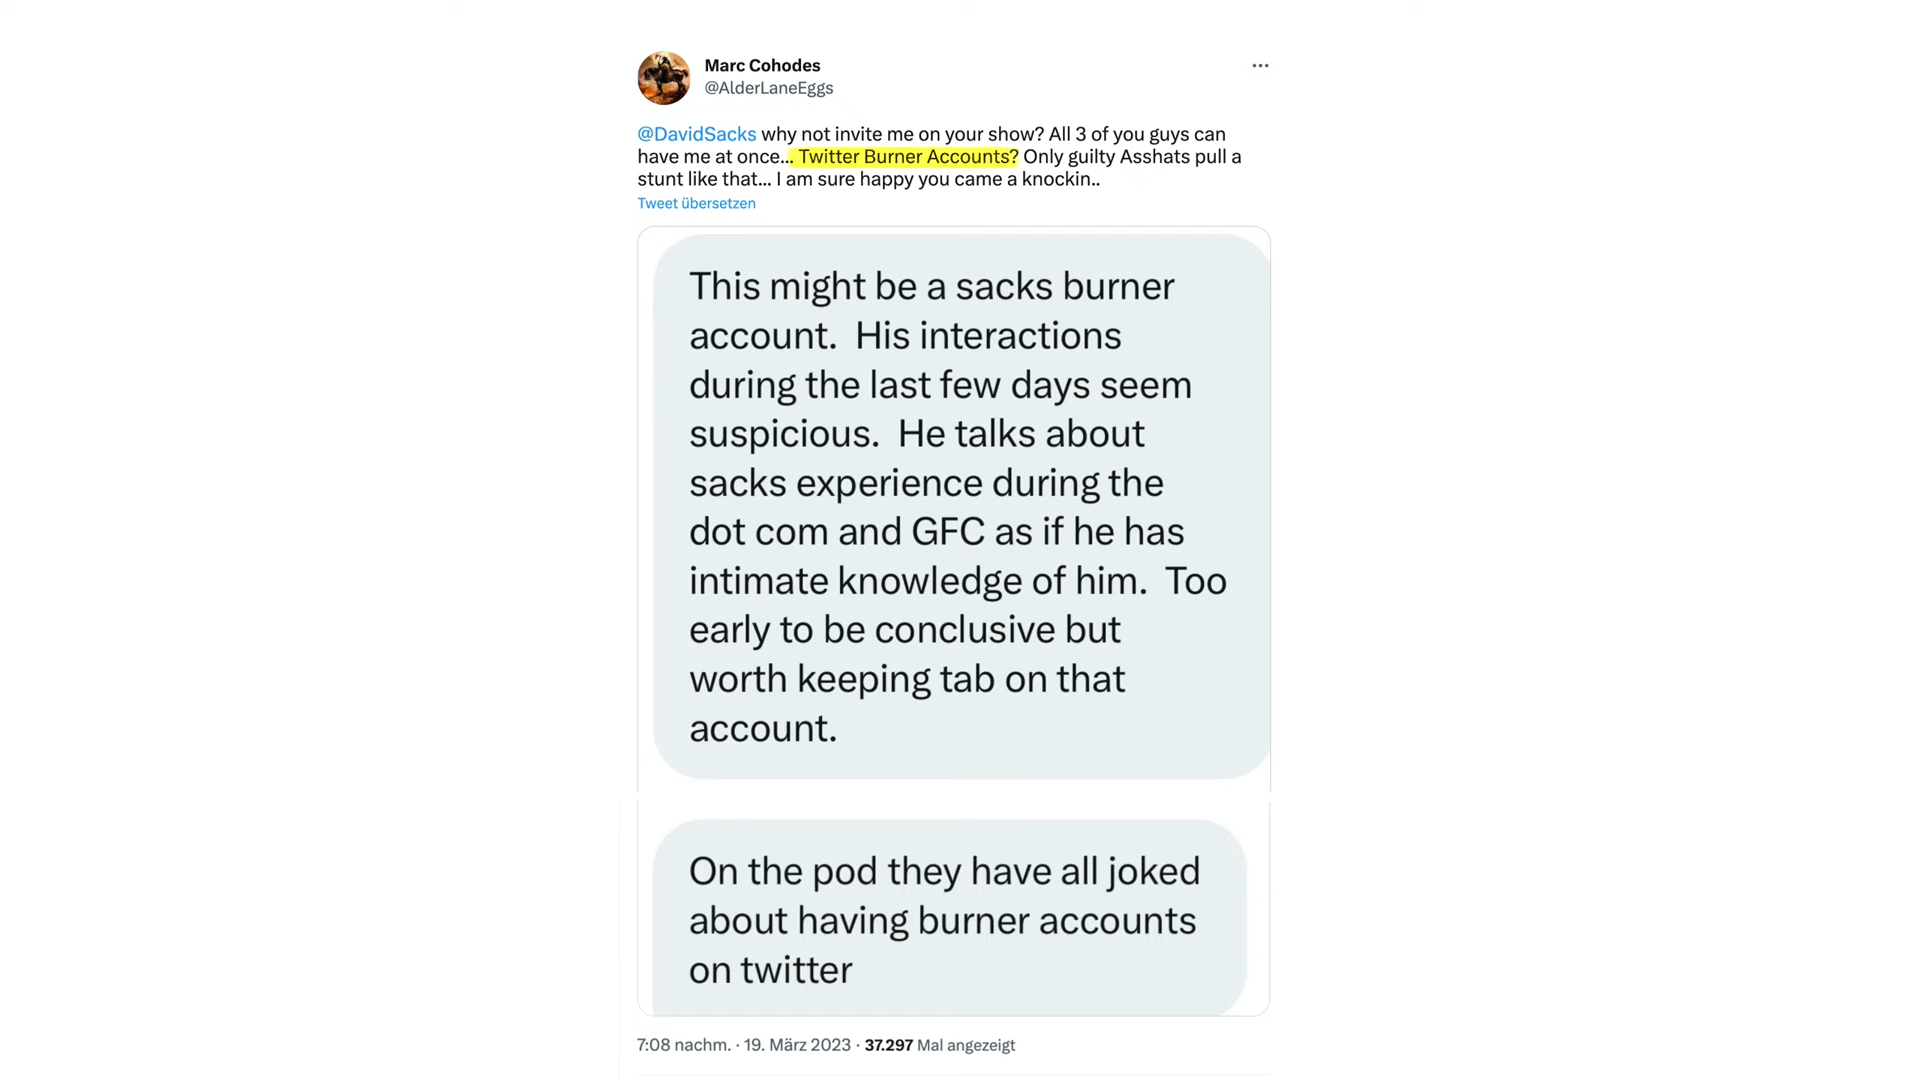 Marc Cohodes
@AlderLaneEggs
@DavidSacks why not invite me on your show? All 3 of you guys can
have me at once... Twitter Burner Accounts? Only guilty Asshats pull a
stunt like that... I am sure happy you came a knockin..
Tweet übersetzen
This might be a sacks burner
account.  His interactions
during the last few days seem
suspicious.  He talks about
sacks experience during the
dot com and GFC as if he has
intimate knowledge of him.  Too
early to be conclusive but
worth keeping tab on that
account.
On the pod they have all joked
about having burner accounts
on twitter
7:08 nachm. · 19. März 2023 · 37.297 Mal angezeigt